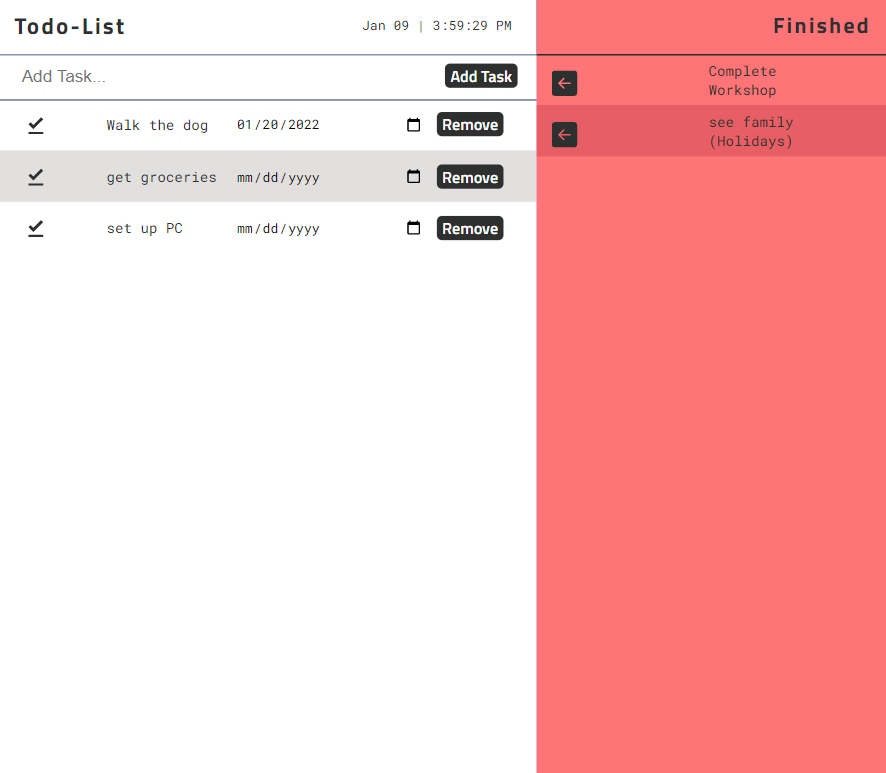 Todo-List
Jan 09 | 3:59:29 PM
Finished
Add Task...
Add Task
Walk the dog
01/20/2022
Remove
get groceries
mm/dd/yyyy
Remove
set up PC
mm/dd/yyyy
Remove
Complete
Workshop
see family
(Holidays)